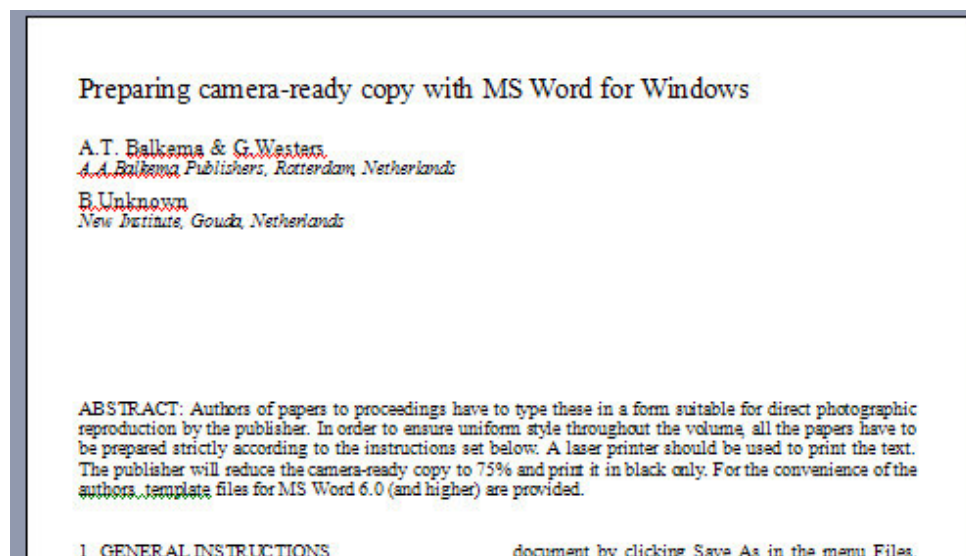 Preparing camera-ready copy with MS Word for Windows
A.T. Balkema & G.Westers
A.A.Balkema Publishers, Rotterdam, Netherlands
B.Unknown
New Institute, Gouda, Netherlands
ABSTRACT: Authors of papers to proceedings have to type these in a form suitable for direct photographic
reproduction by the publisher. In order to ensure uniform style throughout the volume, all the papers have to
be prepared strictly according to the instructions set below. A laser printer should be used to print the text.
The publisher will reduce the camera-ready copy to 75% and print it in black only. For the convenience of the
authors template files for MS Word 6.0 (and higher) are provided.
1 GENERAL INSTRUCTIONS
document by clicking Save As in the menu Files.